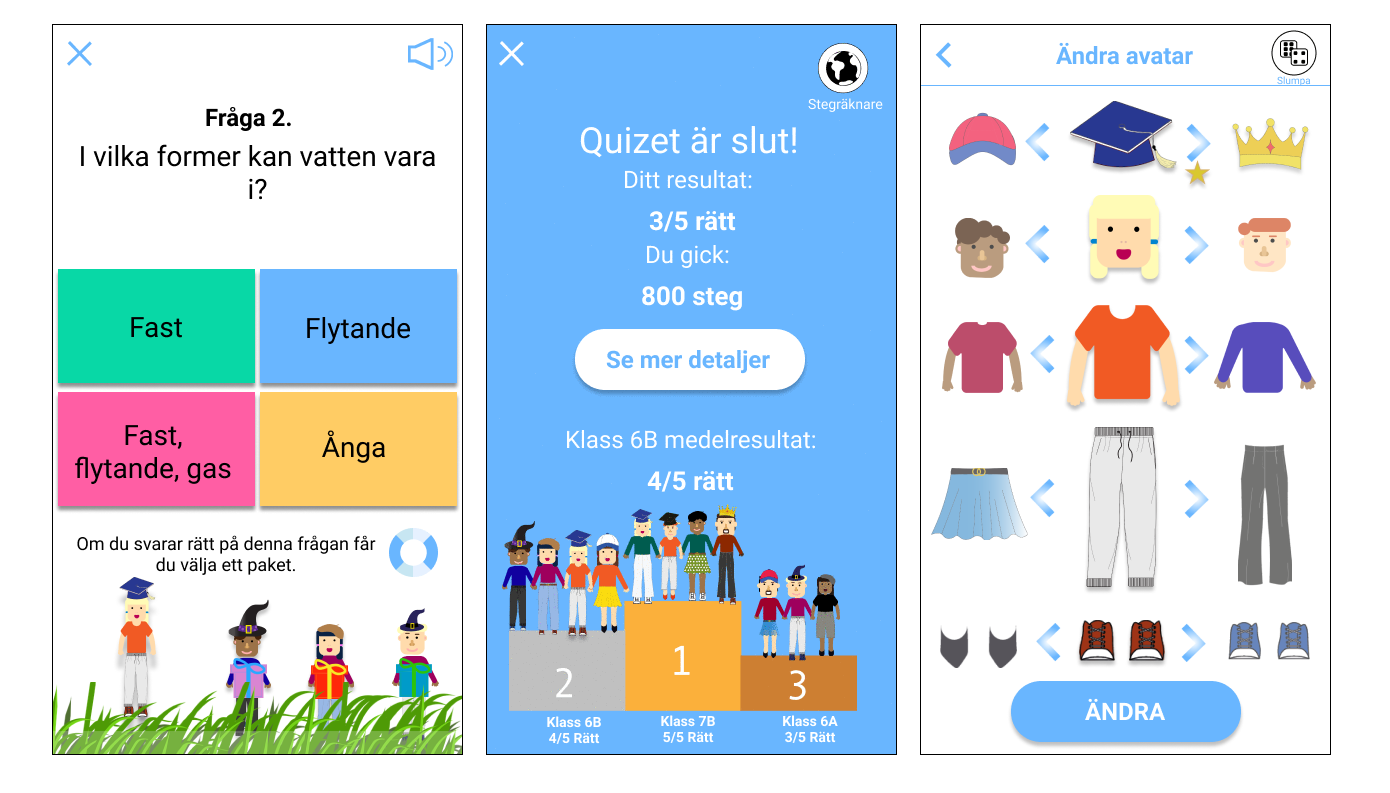 Fråga 2.
I vilka former kan vatten vara
i?
Fast
Flytande
Fast,
flytande, gas
Ånga
Om du svarar rätt på denna frågan får
du välja ett paket.
Stegräknare
Quizet är slut!
Ditt resultat:
3/5 rätt
Du gick:
800 steg
Se mer detaljer
Klass 6B medelresultat:
4/5 rätt
2
1
3
Klass 6B
4/5 Rätt
Klass 7B
5/5 Rätt
Klass 6A
3/5 Rätt
Ändra avatar
Slumpa
ÄNDRA